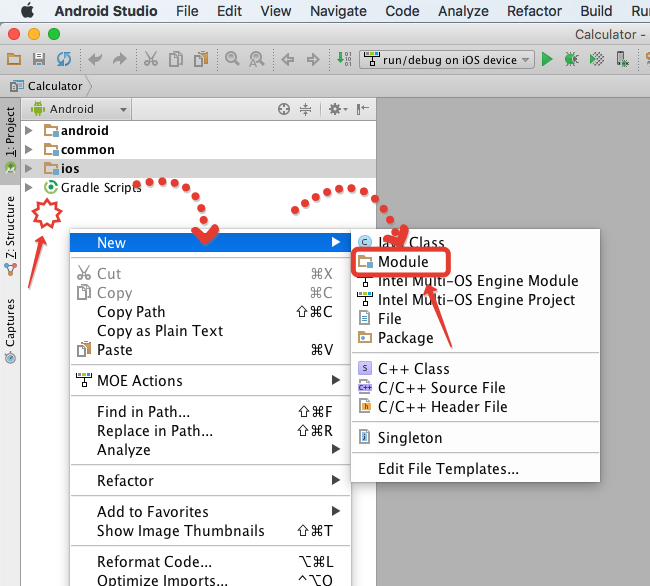 Android Studio File Edit View Navigate Code Analyze Refactor Build Ru
Calculator -
run/debug on iOS device
Calculator
Android
1: Project
Z: Structure
Captures
android
common
ios
Gradle Scripts
New
Cut ⌘X
Copy ⌘C
Copy Path ⇧⌘C
Copy as Plain Text
Paste ⌘V
MOE Actions
Find in Path... ⇧⌘F
Replace in Path... ⇧⌘R
Analyze
Refactor
Add to Favorites
Show Image Thumbnails ⇧⌘T
Reformat Code... ⌥⌘L
Optimize Imports... ^⌥O
Java Class
Module
Intel Multi-OS Engine Module
Intel Multi-OS Engine Project
File
Package
C++ Class
C/C++ Source File
C/C++ Header File
Singleton
Edit File Templates...